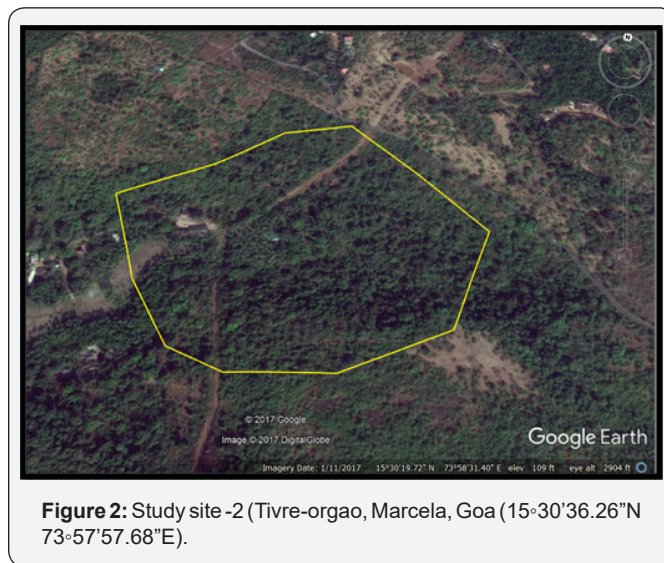 N
© 2017 Google
Image © 2017 DigitalGlobe
Google Earth
Imagery Date: 1/11/2017 15°30'19.72" N 73°58'31.40" E elev 109 ft eye alt 2904 ft
Figure 2: Study site -2 (Tivre-orgao, Marcela, Goa (15◦30’36.26”N
73◦57’57.68”E).